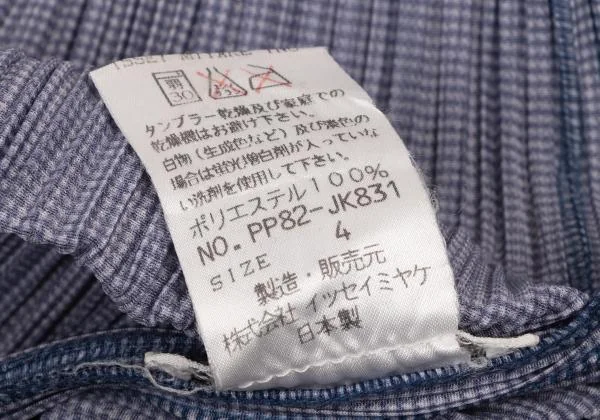 弱
30
タンブラー乾燥及び家庭での
乾燥機はお避け下さい。
白物(生成色など)及び淡色の
場合は蛍光増白剤が入っていな
い洗剤を使用して下さい。
ポリエステル100%
NO. PP82-JK831
SIZE 4
製造・販売元
株式会社 イッセイミヤケ
日本製